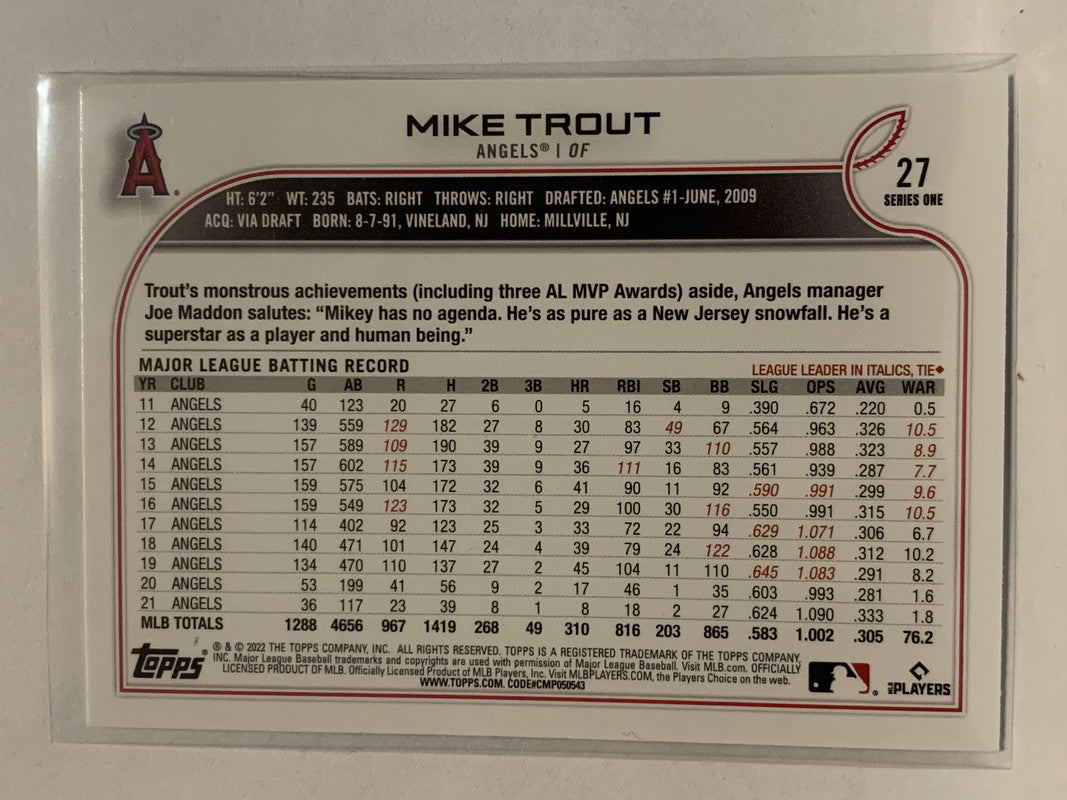 MIKE TROUT
ANGELS® | OF
A
27
SERIES ONE
HT: 6'2" WT: 235 BATS: RIGHT THROWS: RIGHT DRAFTED: ANGELS #1-JUNE, 2009
ACQ: VIA DRAFT BORN: 8-7-91, VINELAND, NJ HOME: MILLVILLE, NJ
Trout's monstrous achievements (including three AL MVP Awards) aside, Angels manager
Joe Maddon salutes: “Mikey has no agenda. He's as pure as a New Jersey snowfall. He's a
superstar as a player and human being.”
MAJOR LEAGUE BATTING RECORD LEAGUE LEADER IN ITALICS, TIE◆
YR CLUB G AB R H 2B 3B HR RBI SB BB SLG OPS AVG WAR
11 ANGELS 40 123 20 27 6 0 5 16 4 9 .390 .672 .220 0.5
12 ANGELS 139 559 129 182 27 8 30 83 49 67 .564 .963 .326 10.5
13 ANGELS 157 589 109 190 39 9 27 97 33 110 .557 .988 .323 8.9
14 ANGELS 157 602 115 173 39 9 36 111 16 83 .561 .939 .287 7.7
15 ANGELS 159 575 104 172 32 6 41 90 11 92 .590 .991 .299 9.6
16 ANGELS 159 549 123 173 32 5 29 100 30 116 .550 .991 .315 10.5
17 ANGELS 114 402 92 123 25 3 33 72 22 94 .629 1.071 .306 6.7
18 ANGELS 140 471 101 147 24 4 39 79 24 122 .628 1.088 .312 10.2
19 ANGELS 134 470 110 137 27 2 45 104 11 110 .645 1.083 .291 8.2
20 ANGELS 53 199 41 56 9 2 17 46 1 35 .603 .993 .281 1.6
21 ANGELS 36 117 23 39 8 1 8 18 2 27 .624 1.090 .333 1.8
MLB TOTALS 1288 4656 967 1419 268 49 310 816 203 865 .583 1.002 .305 76.2
TOPPS®
® & © 2022 THE TOPPS COMPANY, INC. ALL RIGHTS RESERVED. TOPPS IS A REGISTERED TRADEMARK OF THE TOPPS COMPANY,
INC. Major League Baseball trademarks and copyrights are used with permission of Major League Baseball. Visit MLB.com. OFFICIALLY
LICENSED PRODUCT OF MLB. Officially Licensed Product of MLB Players, Inc. Visit MLBPLAYERS.COM, the Players Choice on the web.
WWW.TOPPS.COM. CODE#CMP050543
MLB PLAYERS